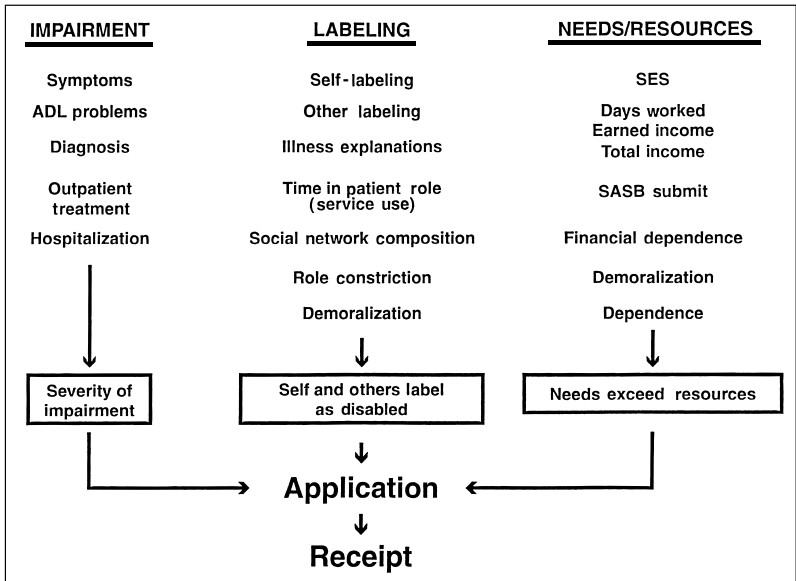 IMPAIRMENT
Symptoms
ADL problems
Diagnosis
Outpatient
treatment
Hospitalization
Severity of
impairment
LABELING
Self-labeling
Other labeling
Illness explanations
Time in patient role
(service use)
Social network composition
Role constriction
Demoralization
Self and others label
as disabled
NEEDS/RESOURCES
SES
Days worked
Earned income
Total income
SASB submit
Financial dependence
Demoralization
Dependence
Needs exceed resources
Application
Receipt